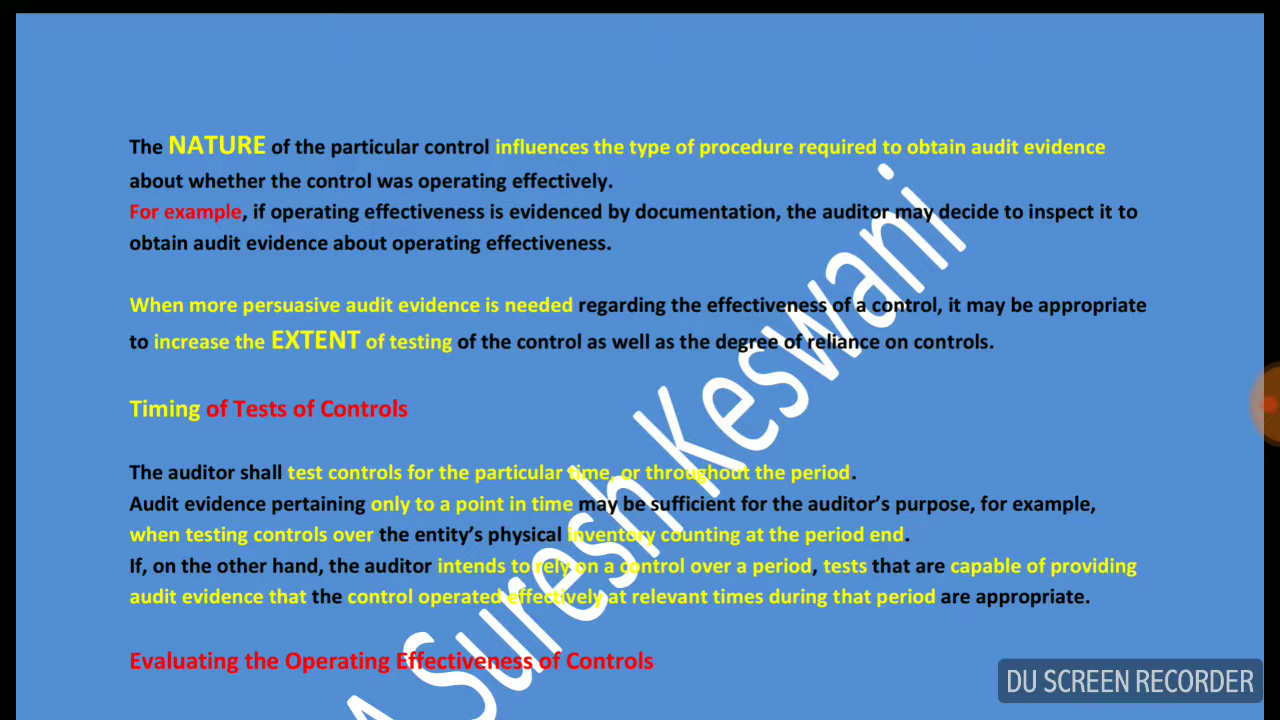 The NATURE of the particular control influences the type of procedure required to obtain audit evidence
about whether the control was operating effectively.
For example, if operating effectiveness is evidenced by documentation, the auditor may decide to inspect it to
obtain audit evidence about operating effectiveness.
When more persuasive audit evidence is needed regarding the effectiveness of a control, it may be appropriate
to increase the EXTENT of testing of the control as well as the degree of reliance on controls.
Timing of Tests of Controls
The auditor shall test controls for the particular time, or throughout the period.
Audit evidence pertaining only to a point in time may be sufficient for the auditor’s purpose, for example,
when testing controls over the entity’s physical inventory counting at the period end.
If, on the other hand, the auditor intends to rely on a control over a period, tests that are capable of providing
audit evidence that the control operated effectively at relevant times during that period are appropriate.
Evaluating the Operating Effectiveness of Controls
Suresh Keswani
DU SCREEN RECORDER